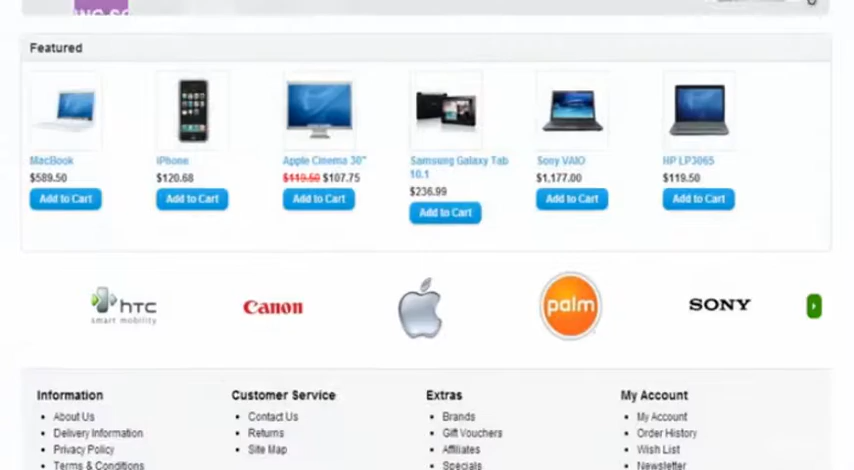 Featured
MacBook
$589.50
Add to Cart
iPhone
$120.68
Add to Cart
Apple Cinema 30"
$119.50 $107.75
Add to Cart
Samsung Galaxy Tab
10.1
$236.99
Add to Cart
Sony VAIO
$1,177.00
Add to Cart
HP LP3065
$119.50
Add to Cart
hTC
smart mobility
Canon
palm
SONY
Information
About Us
Delivery Information
Privacy Policy
Terms & Conditions
Customer Service
Contact Us
Returns
Site Map
Extras
Brands
Gift Vouchers
Affiliates
Specials
My Account
My Account
Order History
Wish List
Newsletter